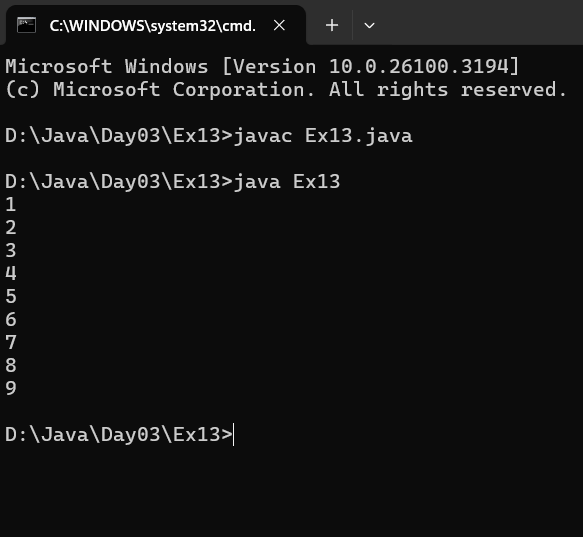 C:\WINDOWS\system32\cmd.
Microsoft Windows [Version 10.0.26100.3194]
(c) Microsoft Corporation. All rights reserved.
D:\Java\Day03\Ex13>javac Ex13.java
D:\Java\Day03\Ex13>java Ex13
1
2
3
4
5
6
7
8
9
D:\Java\Day03\Ex13>